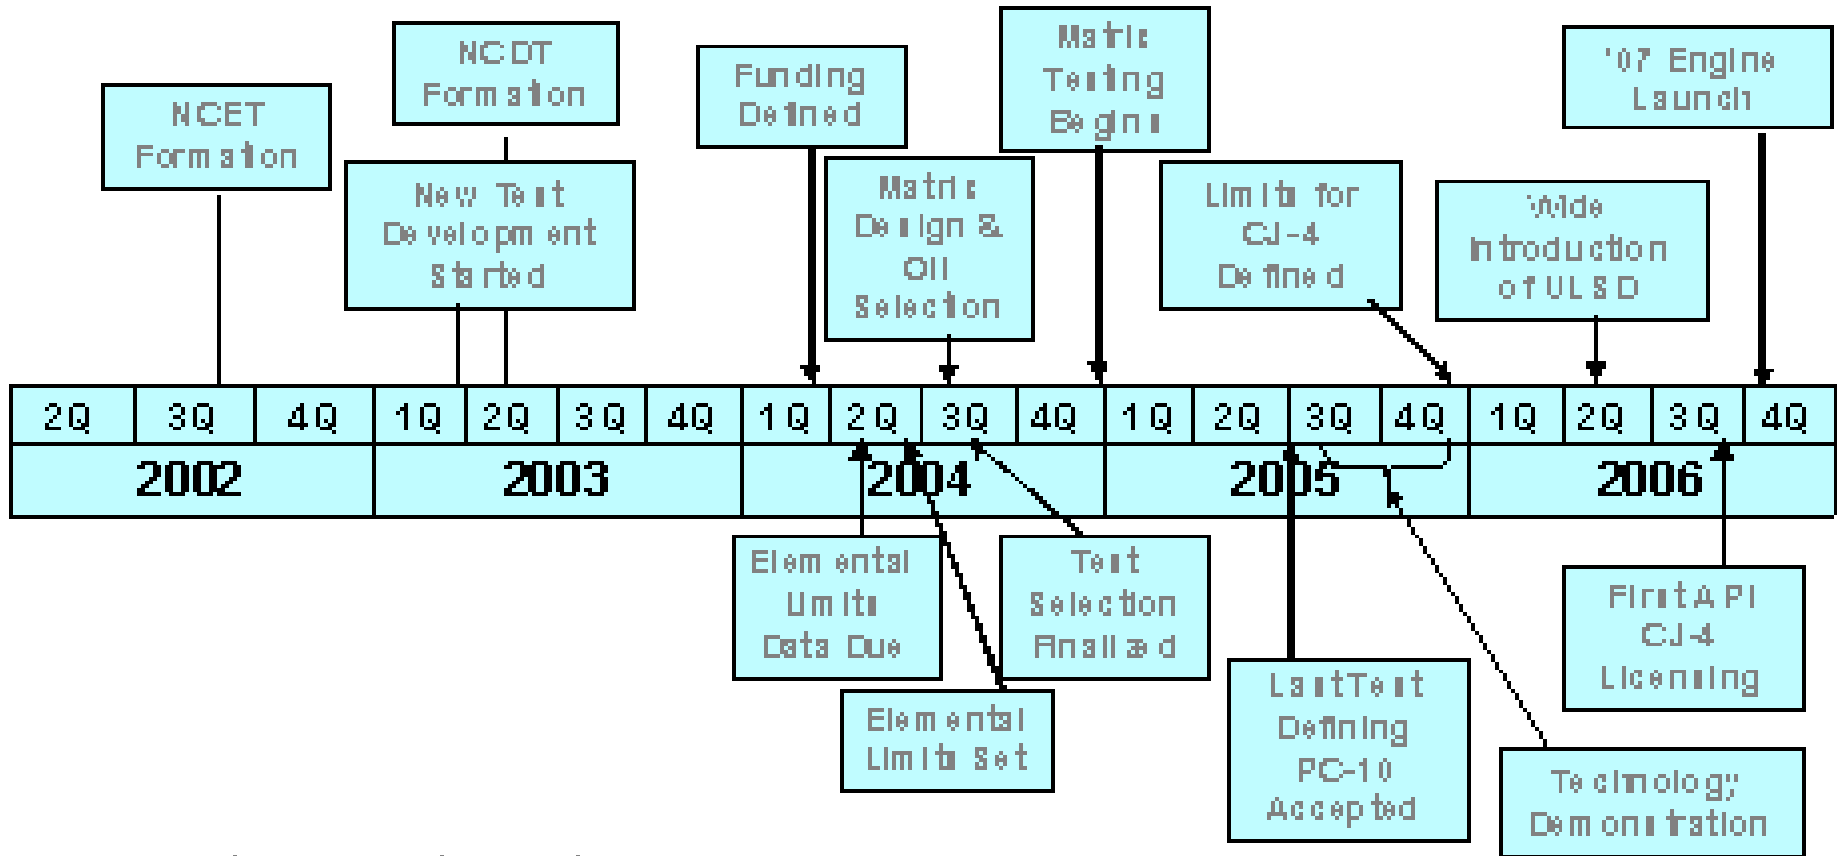 NCET
Formation
NCDT
Formation
New Test
Development
Started
Funding
Defined
Matrix
Design &
Oil
Selection
Matrix
Testing
Begins
Limits for
CJ-4
Defined
Wide
Introduction
of ULSD
'07 Engine
Launch
2Q 3Q 4Q 1Q 2Q 3Q 4Q 1Q 2Q 3Q 4Q 1Q 2Q 3Q 4Q 1Q 2Q 3Q 4Q
2002 2003 2004 2005 2006
Elemental
Limits
Data Due
Elemental
Limits Set
Test
Selection
Finalized
Last Test
Defining
PC-10
Accepted
Technology
Demonstration
First API
CJ-4
Licensing